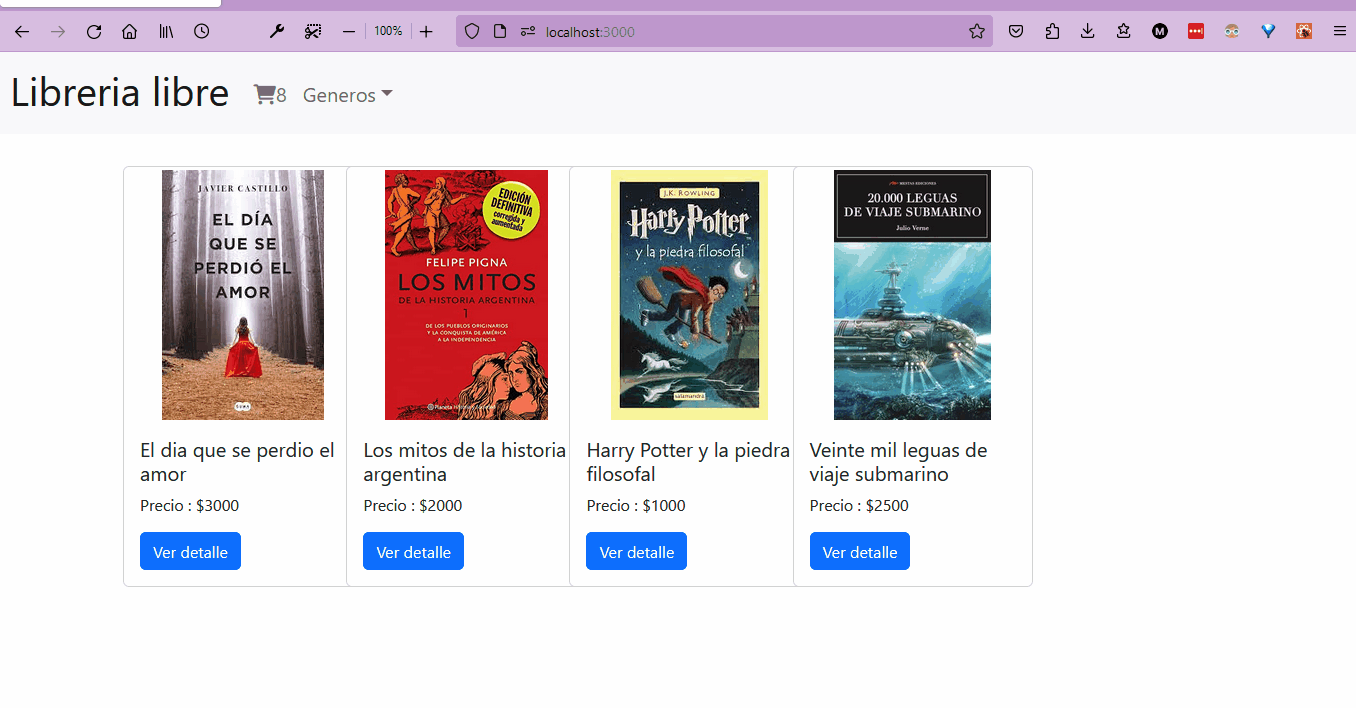 100%
localhost:3000
Libreria libre
8
Generos
JAVIER CASTILLO
EL DÍA
QUE SE
PERDIÓ EL
AMOR
El dia que se perdio el
amor
Precio : $3000
Ver detalle
EDICIÓN
DEFINITIVA
corregida y
aumentada
FELIPE PIGNA
LOS MITOS
DE LA HISTORIA ARGENTINA
1
DE LOS PUEBLOS ORIGINARIOS
Y LA CONQUISTA DE AMÉRICA
A LA INDEPENDENCIA
Los mitos de la historia
argentina
Precio : $2000
Ver detalle
J.K. ROWLING
Harry Potter
y la piedra filosofal
salamandra
Harry Potter y la piedra
filosofal
Precio : $1000
Ver detalle
20.000 LEGUAS
DE VIAJE SUBMARINO
Julio Verne
Veinte mil leguas de
viaje submarino
Precio : $2500
Ver detalle